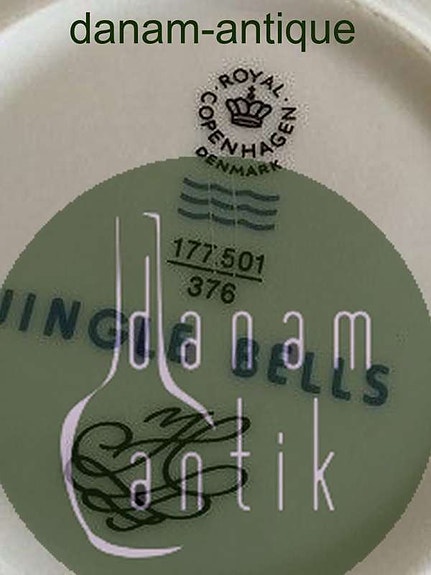 danam-antique
ROYAL
COPENHAGEN
DENMARK
177.501
376
JINGLE BELLS
danam
antik